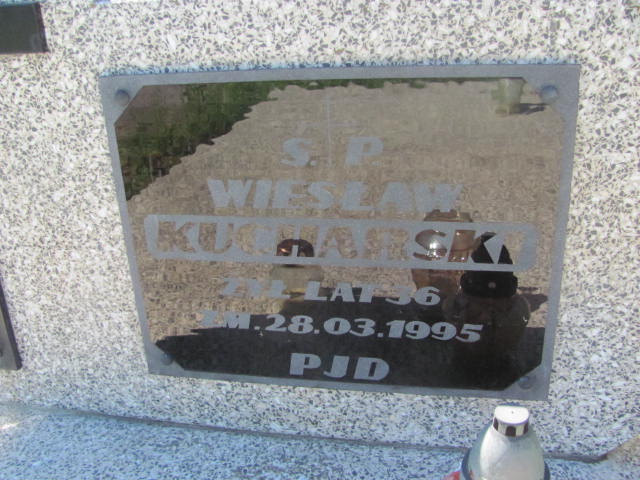 Ś. P
WIESŁAW
KUCHARSKI
ŻYŁ LAT 36
ZM. 28.03.1995
PJD